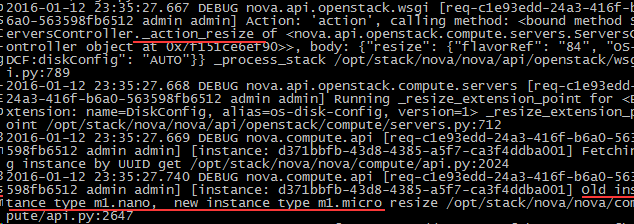 2016-01-12 23:35:27.667 DEBUG nova.api.openstack.wsgi [req-c1e93edd-24a3-416f-b6
a0-563598fb6512 admin admin] Action: 'action', calling method: <bound method S
erversController._action_resize of <nova.api.openstack.compute.servers.ServersC
ontroller object at 0x7f151ce6ef90>>, body: {"resize": {"flavorRef": "84", "OS-
DCF:diskConfig": "AUTO"}} _process_stack /opt/stack/nova/nova/api/openstack/wsg
i.py:789
2016-01-12 23:35:27.668 DEBUG nova.api.openstack.compute.servers [req-c1e93edd-
24a3-416f-b6a0-563598fb6512 admin admin] Running _resize_extension_point for <E
xtension: name=DiskConfig, alias=os-disk-config, version=1> _resize_extension_p
oint /opt/stack/nova/nova/api/openstack/compute/servers.py:712
2016-01-12 23:35:27.669 DEBUG nova.compute.api [req-c1e93edd-24a3-416f-b6a0-563
598fb6512 admin admin] [instance: d371bbfb-43d8-4385-a5f7-ca3f4ddba001] Fetchin
g instance by UUID get /opt/stack/nova/nova/compute/api.py:2024
2016-01-12 23:35:27.740 DEBUG nova.compute.api [req-c1e93edd-24a3-416f-b6a0-563
598fb6512 admin admin] [instance: d371bbfb-43d8-4385-a5f7-ca3f4ddba001] Old ins
tance type m1.nano,  new instance type m1.micro resize /opt/stack/nova/nova/com
pute/api.py:2647